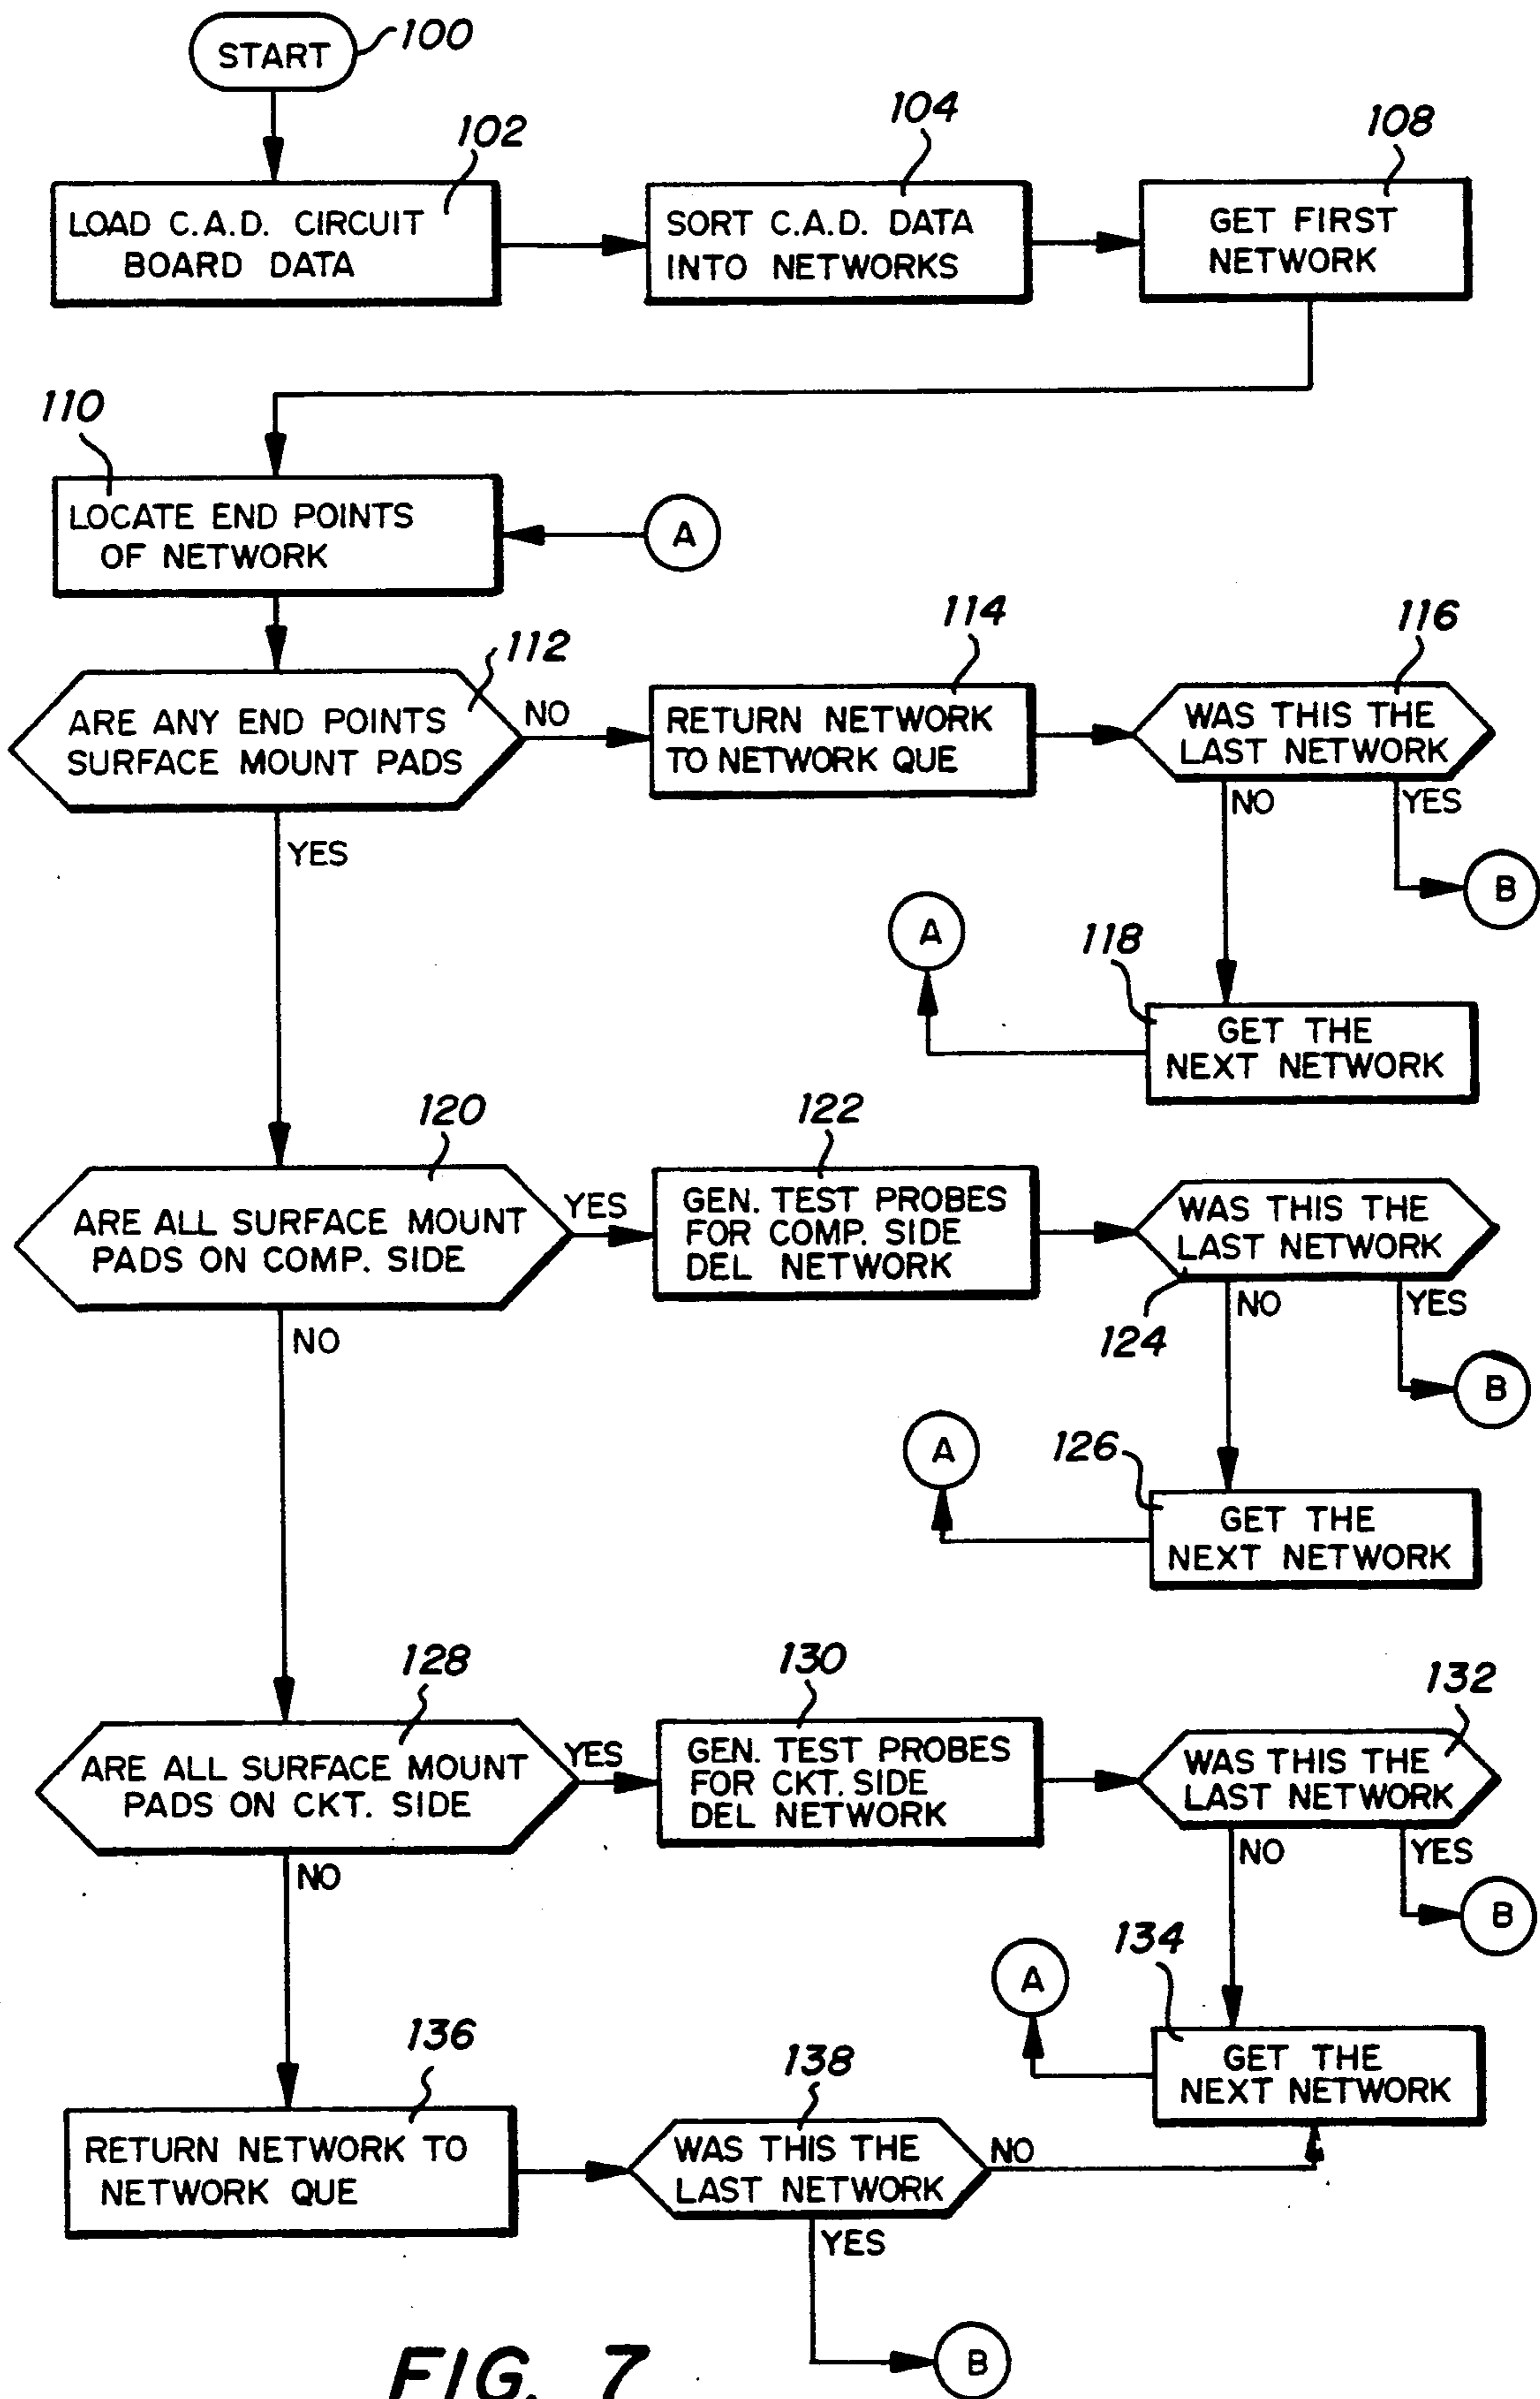 START
100
102
LOAD C.A.D. CIRCUIT
BOARD DATA
104
SORT C.A.D. DATA
INTO NETWORKS
108
GET FIRST
NETWORK
110
LOCATE END POINTS
OF NETWORK
A
112
ARE ANY END POINTS
SURFACE MOUNT PADS
NO
YES
114
RETURN NETWORK
TO NETWORK QUE
116
WAS THIS THE
LAST NETWORK
NO
YES
B
A
118
GET THE
NEXT NETWORK
120
ARE ALL SURFACE MOUNT
PADS ON COMP. SIDE
YES
NO
122
GEN. TEST PROBES
FOR COMP. SIDE
DEL NETWORK
WAS THIS THE
LAST NETWORK
124
NO
YES
B
A
126
GET THE
NEXT NETWORK
128
ARE ALL SURFACE MOUNT
PADS ON CKT. SIDE
YES
NO
130
GEN. TEST PROBES
FOR CKT. SIDE
DEL NETWORK
132
WAS THIS THE
LAST NETWORK
NO
YES
B
A
134
GET THE
NEXT NETWORK
136
RETURN NETWORK TO
NETWORK QUE
138
WAS THIS THE
LAST NETWORK
NO
YES
B
FIG. 7